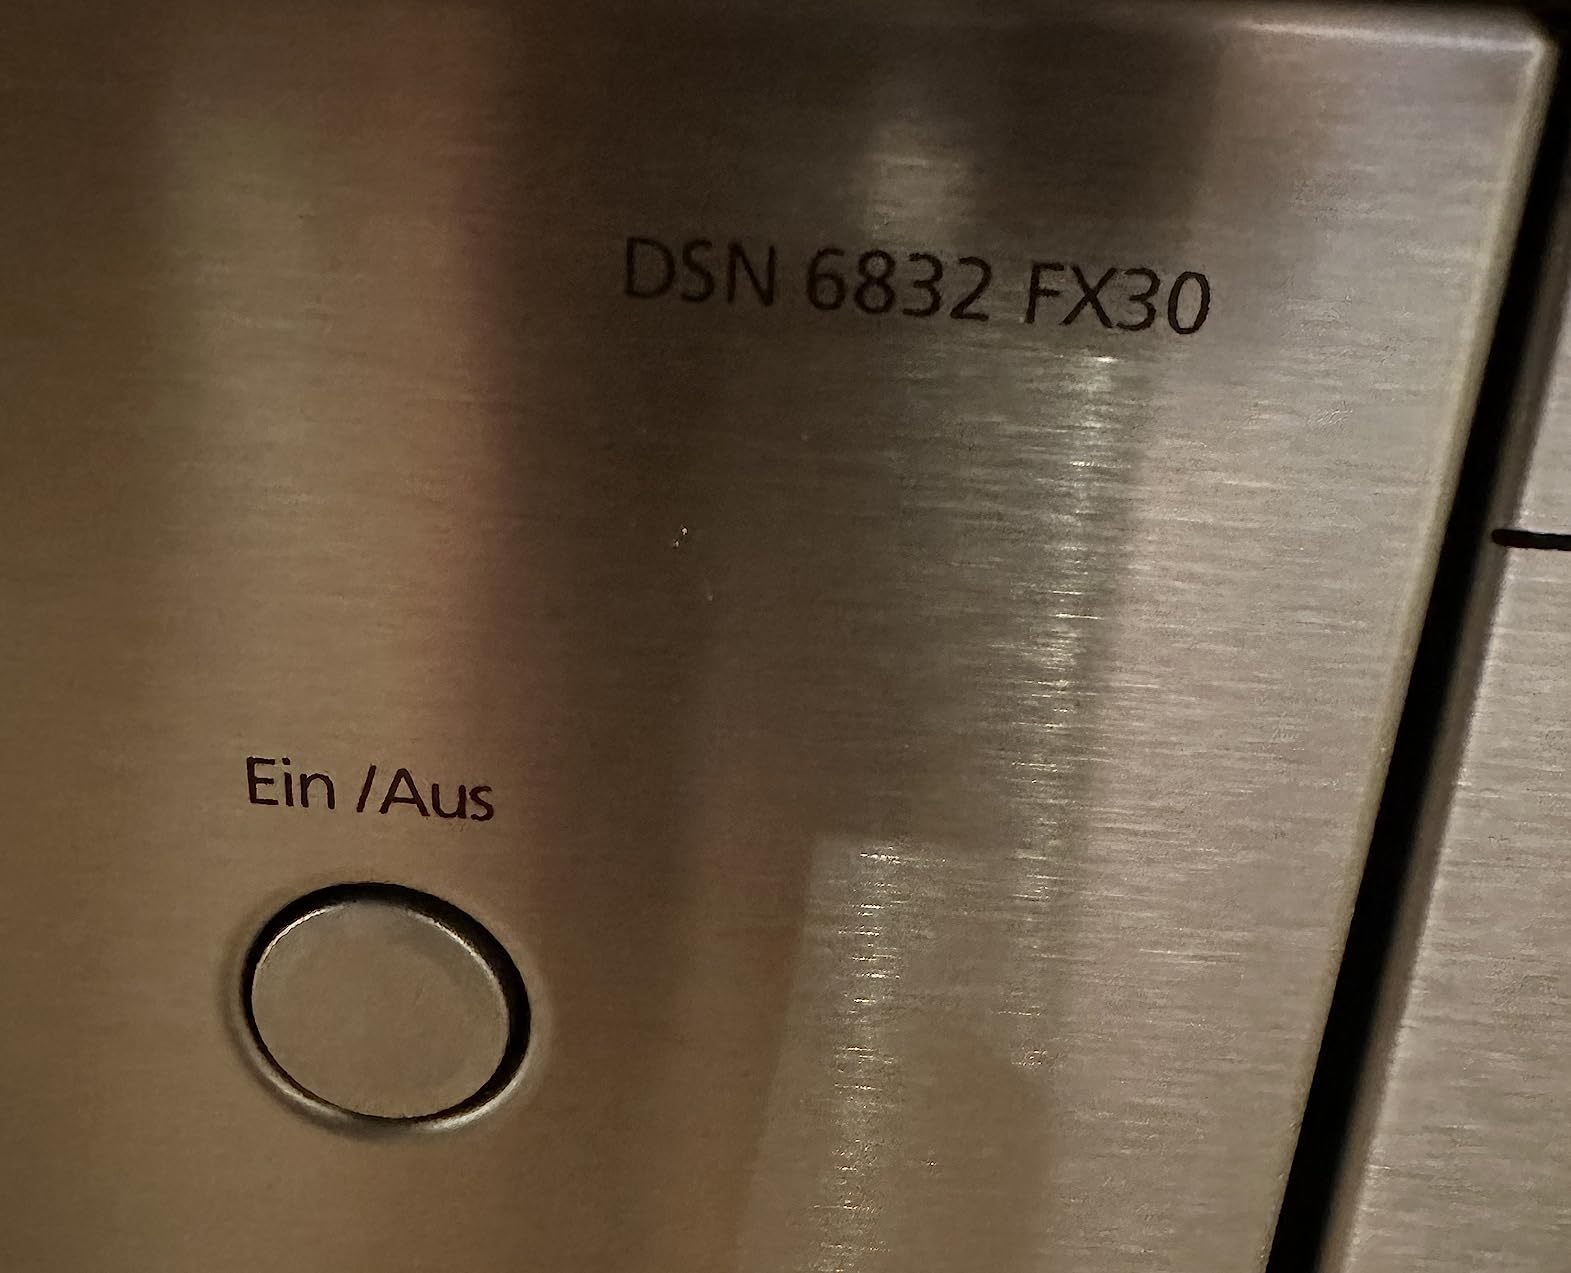 DSN 6832 FX30
Ein /Aus